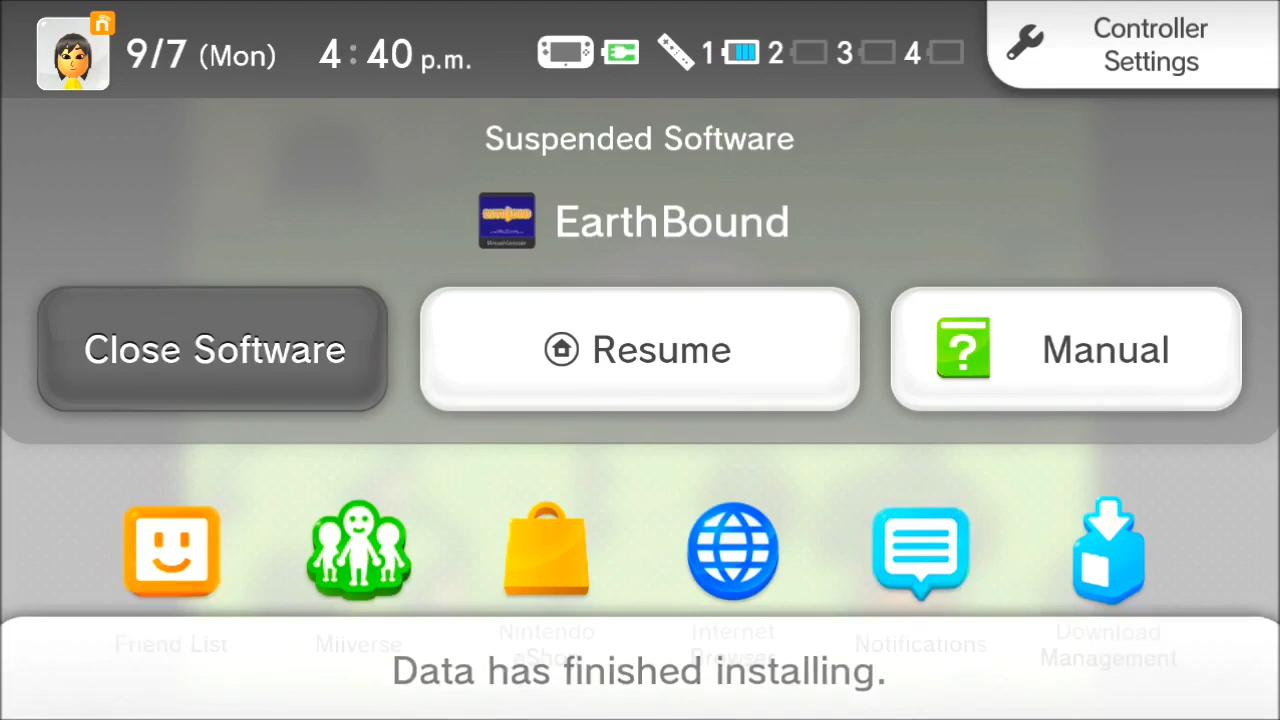 9/7 (Mon) 4:40 p.m. 1 2 3 4
Controller
Settings
Suspended Software
EarthBound
Close Software
Resume
? Manual
Friend List
Miiverse
Nintendo
eShop
Internet
Browser
Notifications
Download
Management
Data has finished installing.